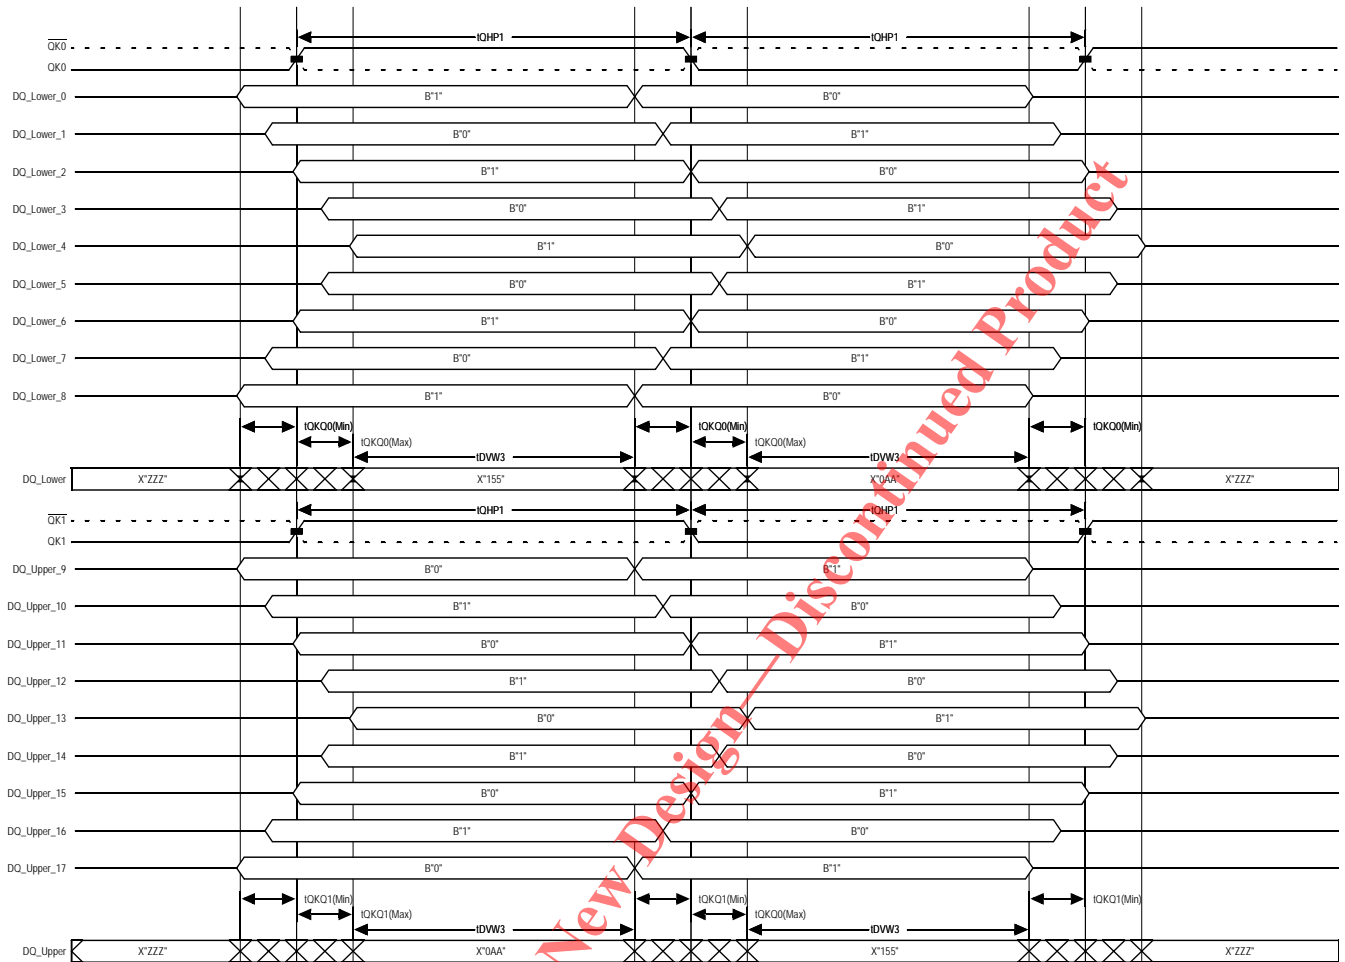 tQHP1 tQHP1
QK0
QK0
DQ_Lower_0 B"1" B"0"
DQ_Lower_1 B"0" B"1"
DQ_Lower_2 B"1" B"0"
DQ_Lower_3 B"0" B"1"
DQ_Lower_4 B"1" B"0"
DQ_Lower_5 B"0" B"1"
DQ_Lower_6 B"1" B"0"
DQ_Lower_7 B"0" B"1"
DQ_Lower_8 B"1" B"0"
tQKQ0(Min) tQKQ0(Min) tQKQ0(Min)
tQKQ0(Max) tQKQ0(Max)
tDVW3 tDVW3
DQ_Lower X"ZZZ" X"155" X"0AA" X"ZZZ"
tQHP1 tQHP1
QK1
QK1
DQ_Upper_9 B"0" B"1"
DQ_Upper_10 B"1" B"0"
DQ_Upper_11 B"0" B"1"
DQ_Upper_12 B"1" B"0"
DQ_Upper_13 B"0" B"1"
DQ_Upper_14 B"1" B"0"
DQ_Upper_15 B"0" B"1"
DQ_Upper_16 B"1" B"0"
DQ_Upper_17 B"0" B"1"
tQKQ1(Min) tQKQ1(Min) tQKQ1(Min)
tQKQ1(Max) tQKQ0(Max)
tDVW3 tDVW3
DQ_Upper X"ZZZ" X"0AA" X"155" X"ZZZ"
New Design—Discontinued Product